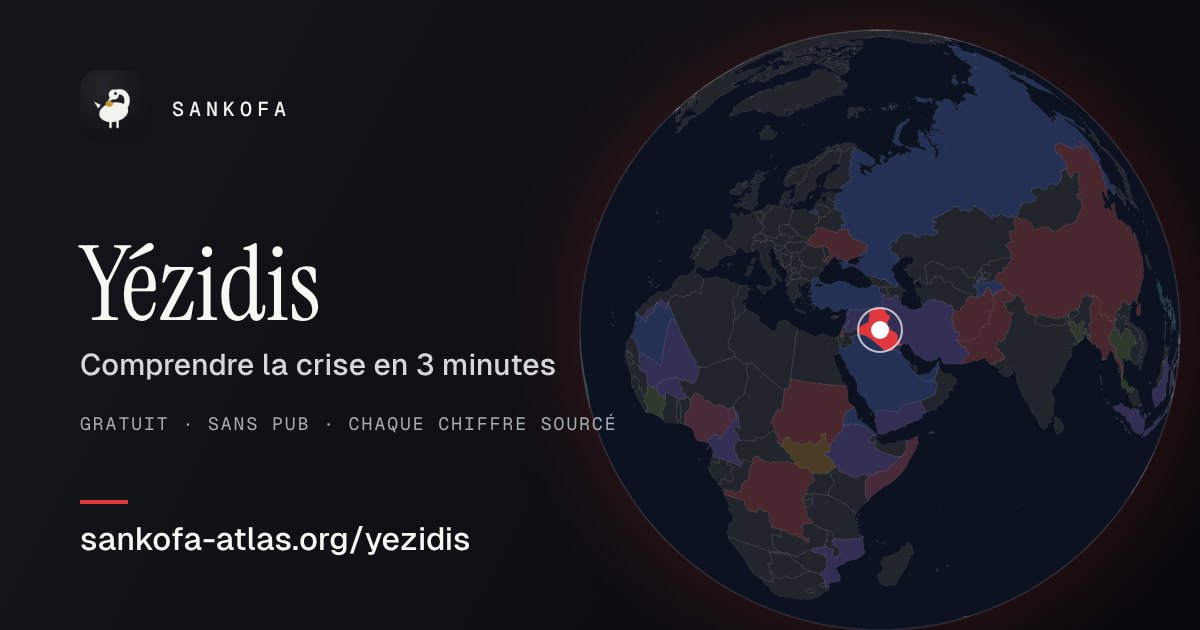 SANKOFA
Yézidis
Comprendre la crise en 3 minutes
GRATUIT · SANS PUB · CHAQUE CHIFFRE SOURCÉ
sankofa-atlas.org/yezidis